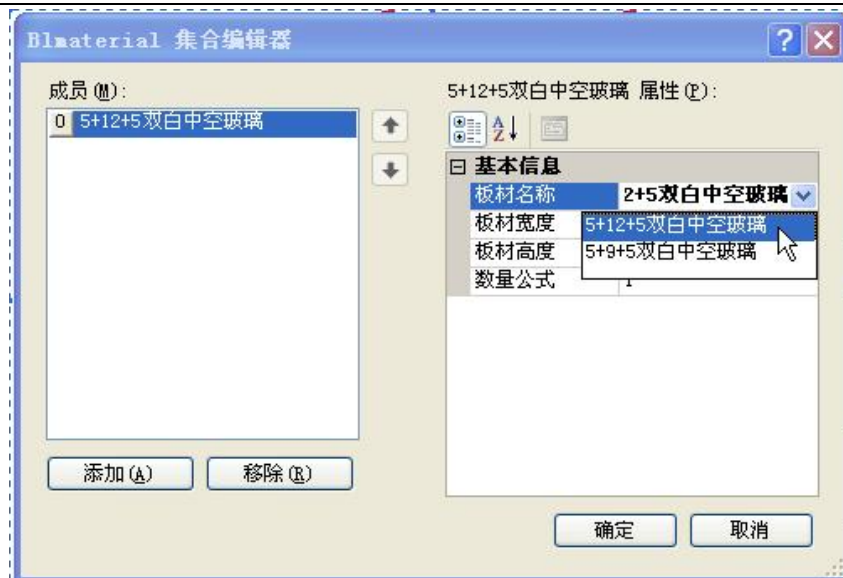 Blmaterial 集合编辑器
成员(M):
0 5+12+5双白中空玻璃
添加(A)
移除(R)
5+12+5双白中空玻璃 属性(P):
基本信息
板材名称 2+5双白中空玻璃
板材宽度
板材高度
数量公式 1
5+12+5双白中空玻璃
5+9+5双白中空玻璃
确定
取消